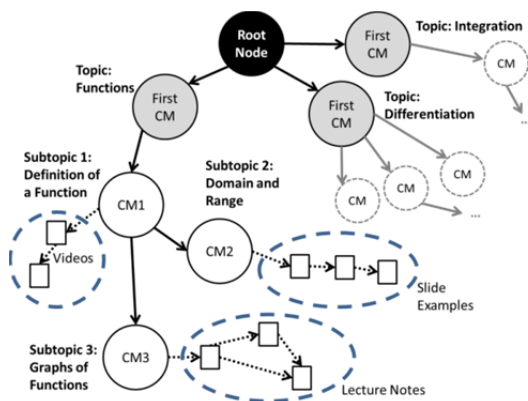 Root
Node
First
CM
Topic: Integration
CM
...
Topic:
Functions
First
CM
First
CM
Topic:
Differentiation
CM
CM
CM
...
Subtopic 1:
Definition of
a Function
CM1
Subtopic 2:
Domain and
Range
CM2
Videos
Slide
Examples
Subtopic 3:
Graphs of
Functions
CM3
Lecture Notes